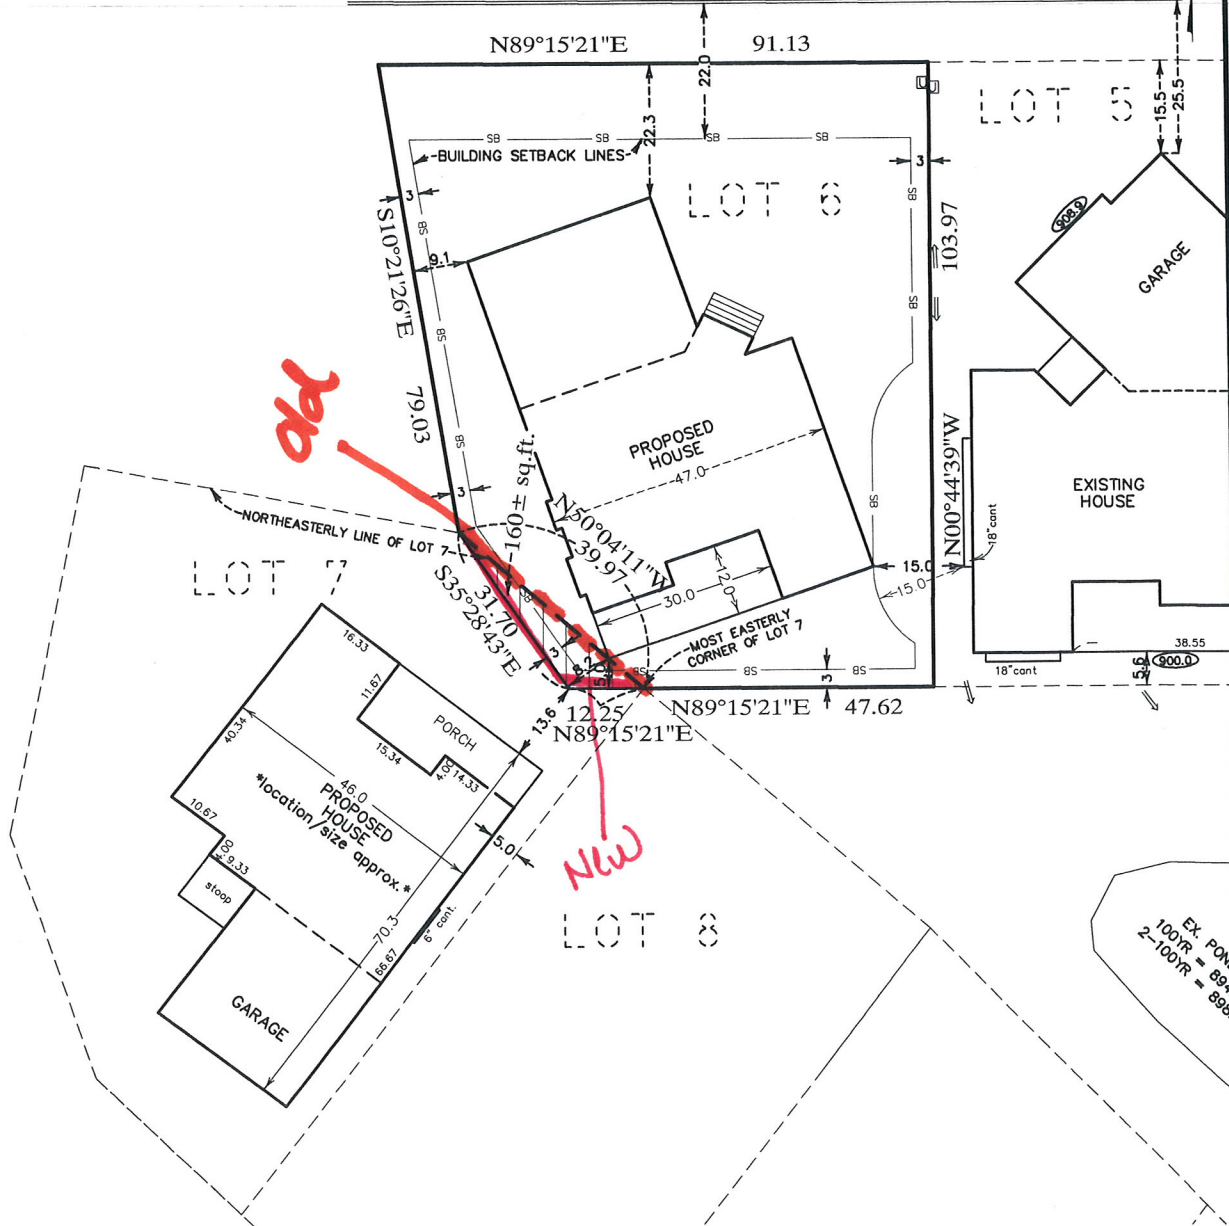 N89°15'21"E 91.13
22.0
22.3
15.5
25.5
LOT 5
BUILDING SETBACK LINES
SB SB SB SB
3
3
LOT 6
908.9
GARAGE
S10°21'26"E 79.03
9.1
SB
SB
SB
SB
SB
SB
103.97
N00°44'39"W
old
PROPOSED
HOUSE
47.0
EXISTING
HOUSE
18"cant
160± sq.ft.
3
NORTHEASTERLY LINE OF LOT 7
N50°04'11"W
39.97
LOT 7
S35°28'43"E
31.70
30.0
12.0
15.0
15.0
MOST EASTERLY
CORNER OF LOT 7
SB
3
8.2
SB SB SB
3
38.55
900.0
18"cant
5.6
12.25
N89°15'21"E
N89°15'21"E 47.62
13.6
16.33
11.67
PORCH
15.34
4.00
14.33
40.34
46.0
PROPOSED
HOUSE
*location/size approx.*
10.67
9.33
stoop
5.0
New
70.3
6" cant.
66.67
GARAGE
LOT 8
EX.
100YR =
2-100YR =